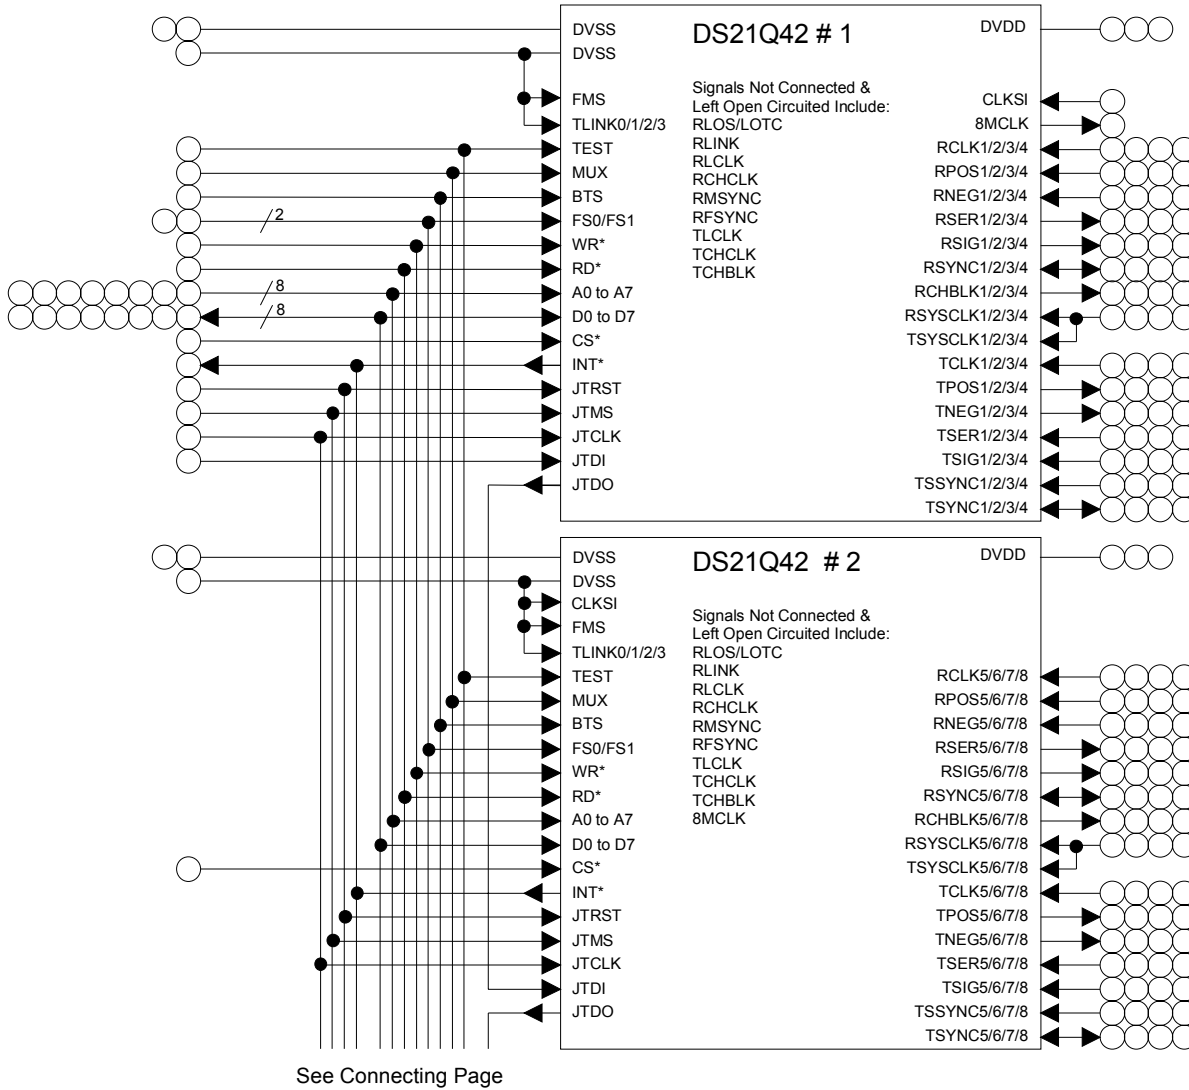 DS21Q42 # 1
DVSS
DVSS
FMS
TLINK0/1/2/3
TEST
MUX
BTS
2
FS0/FS1
WR*
RD*
8
A0 to A7
8
D0 to D7
CS*
INT*
JTRST
JTMS
JTCLK
JTDI
JTDO
Signals Not Connected &
Left Open Circuited Include:
RLOS/LOTC
RLINK
RLCLK
RCHCLK
RMSYNC
RFSYNC
TLCLK
TCHCLK
TCHBLK
DVDD
CLKSI
8MCLK
RCLK1/2/3/4
RPOS1/2/3/4
RNEG1/2/3/4
RSER1/2/3/4
RSIG1/2/3/4
RSYNC1/2/3/4
RCHBLK1/2/3/4
RSYSCLK1/2/3/4
TSYSCLK1/2/3/4
TCLK1/2/3/4
TPOS1/2/3/4
TNEG1/2/3/4
TSER1/2/3/4
TSIG1/2/3/4
TSSYNC1/2/3/4
TSYNC1/2/3/4
DS21Q42 # 2
DVSS
DVSS
CLKSI
FMS
TLINK0/1/2/3
TEST
MUX
BTS
FS0/FS1
WR*
RD*
A0 to A7
D0 to D7
CS*
INT*
JTRST
JTMS
JTCLK
JTDI
JTDO
Signals Not Connected &
Left Open Circuited Include:
RLOS/LOTC
RLINK
RLCLK
RCHCLK
RMSYNC
RFSYNC
TLCLK
TCHCLK
TCHBLK
8MCLK
DVDD
RCLK5/6/7/8
RPOS5/6/7/8
RNEG5/6/7/8
RSER5/6/7/8
RSIG5/6/7/8
RSYNC5/6/7/8
RCHBLK5/6/7/8
RSYSCLK5/6/7/8
TSYSCLK5/6/7/8
TCLK5/6/7/8
TPOS5/6/7/8
TNEG5/6/7/8
TSER5/6/7/8
TSIG5/6/7/8
TSSYNC5/6/7/8
TSYNC5/6/7/8
See Connecting Page